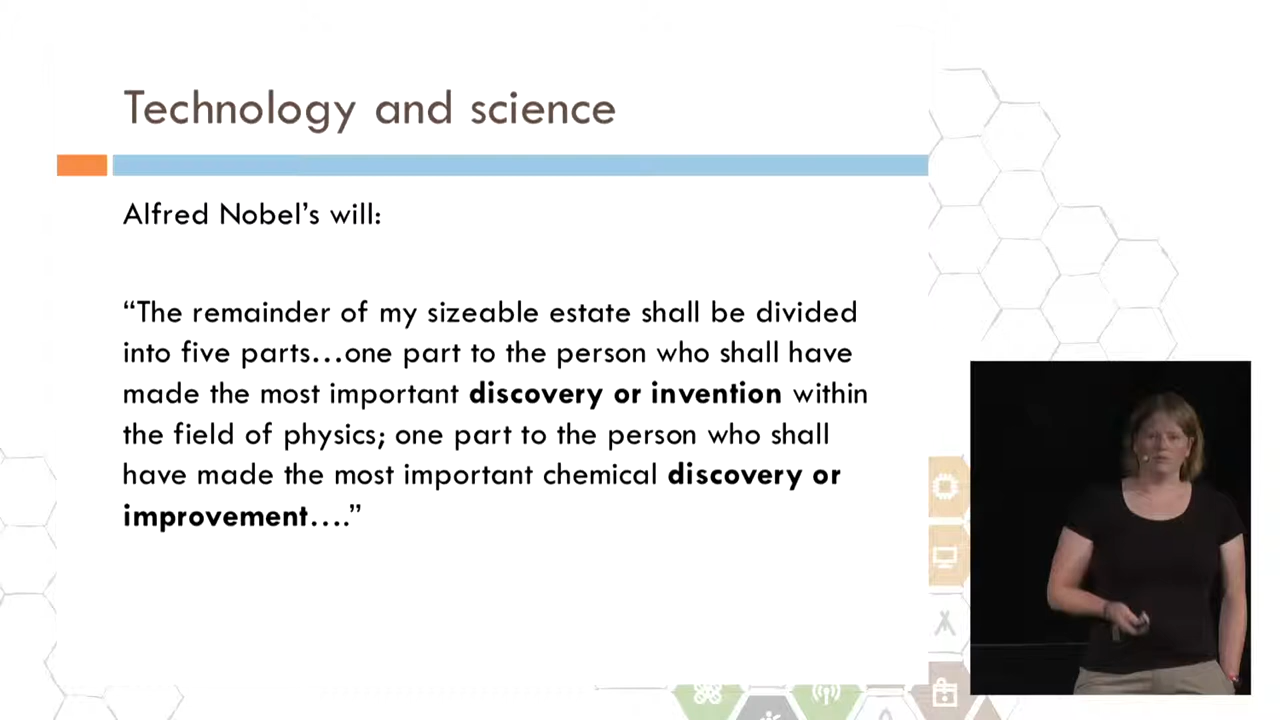 Technology and science
Alfred Nobel’s will:
“The remainder of my sizeable estate shall be divided
into five parts…one part to the person who shall have
made the most important discovery or invention within
the field of physics; one part to the person who shall
have made the most important chemical discovery or
improvement….”